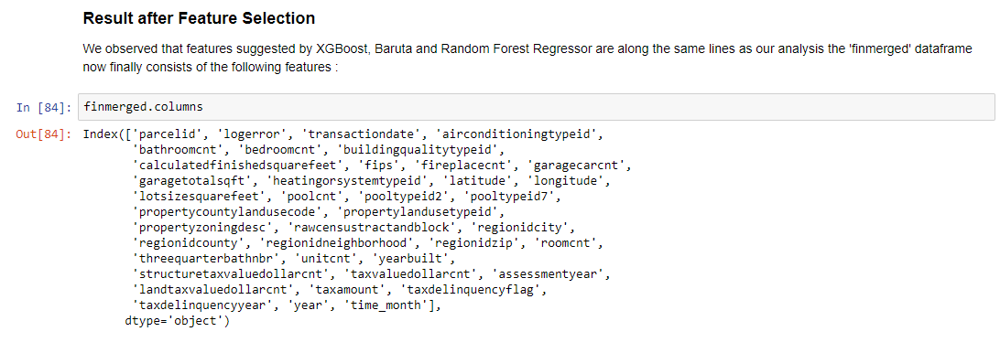 Result after Feature Selection
We observed that features suggested by XGBoost, Baruta and Random Forest Regressor are along the same lines as our analysis the 'finmerged' dataframe
now finally consists of the following features :
In [84]: finmerged.columns
Out[84]: Index(['parcelid', 'logerror', 'transactiondate', 'airconditioningtypeid',
'bathroomcnt', 'bedroomcnt', 'buildingqualitytypeid',
'calculatedfinishedsquarefeet', 'fips', 'fireplacecnt', 'garagecarcnt',
'garagetotalsqft', 'heatingorsystemtypeid', 'latitude', 'longitude',
'lotsizesquarefeet', 'poolcnt', 'pooltypeid2', 'pooltypeid7',
'propertycountylandusecode', 'propertylandusetypeid',
'propertyzoningdesc', 'rawcensustractandblock', 'regionidcity',
'regionidcounty', 'regionidneighborhood', 'regionidzip', 'roomcnt',
'threequarterbathnbr', 'unitcnt', 'yearbuilt',
'structuretaxvaluedollarcnt', 'taxvaluedollarcnt', 'assessmentyear',
'landtaxvaluedollarcnt', 'taxamount', 'taxdelinquencyflag',
'taxdelinquencyyear', 'year', 'time_month'],
dtype='object')